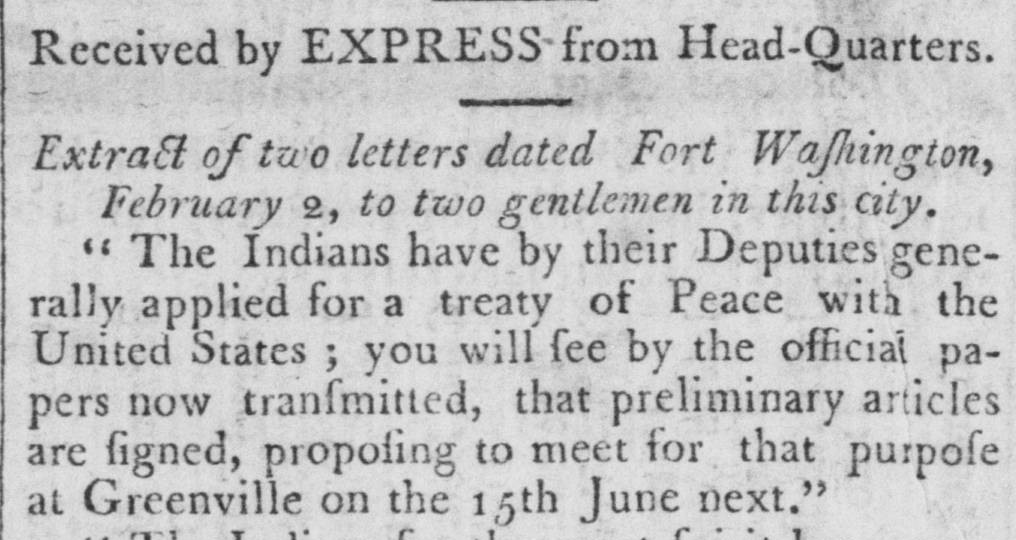 Received by EXPRESS from Head-Quarters.
Extract of two letters dated Fort Waſhington,
February 2, to two gentlemen in this city.
“ The Indians have by their Deputies gene-
rally applied for a treaty of Peace with the
United States ; you will ſee by the official pa-
pers now tranſmitted, that preliminary articles
are ſigned, propoſing to meet for that purpoſe
at Greenville on the 15th June next.”
“ The Indians